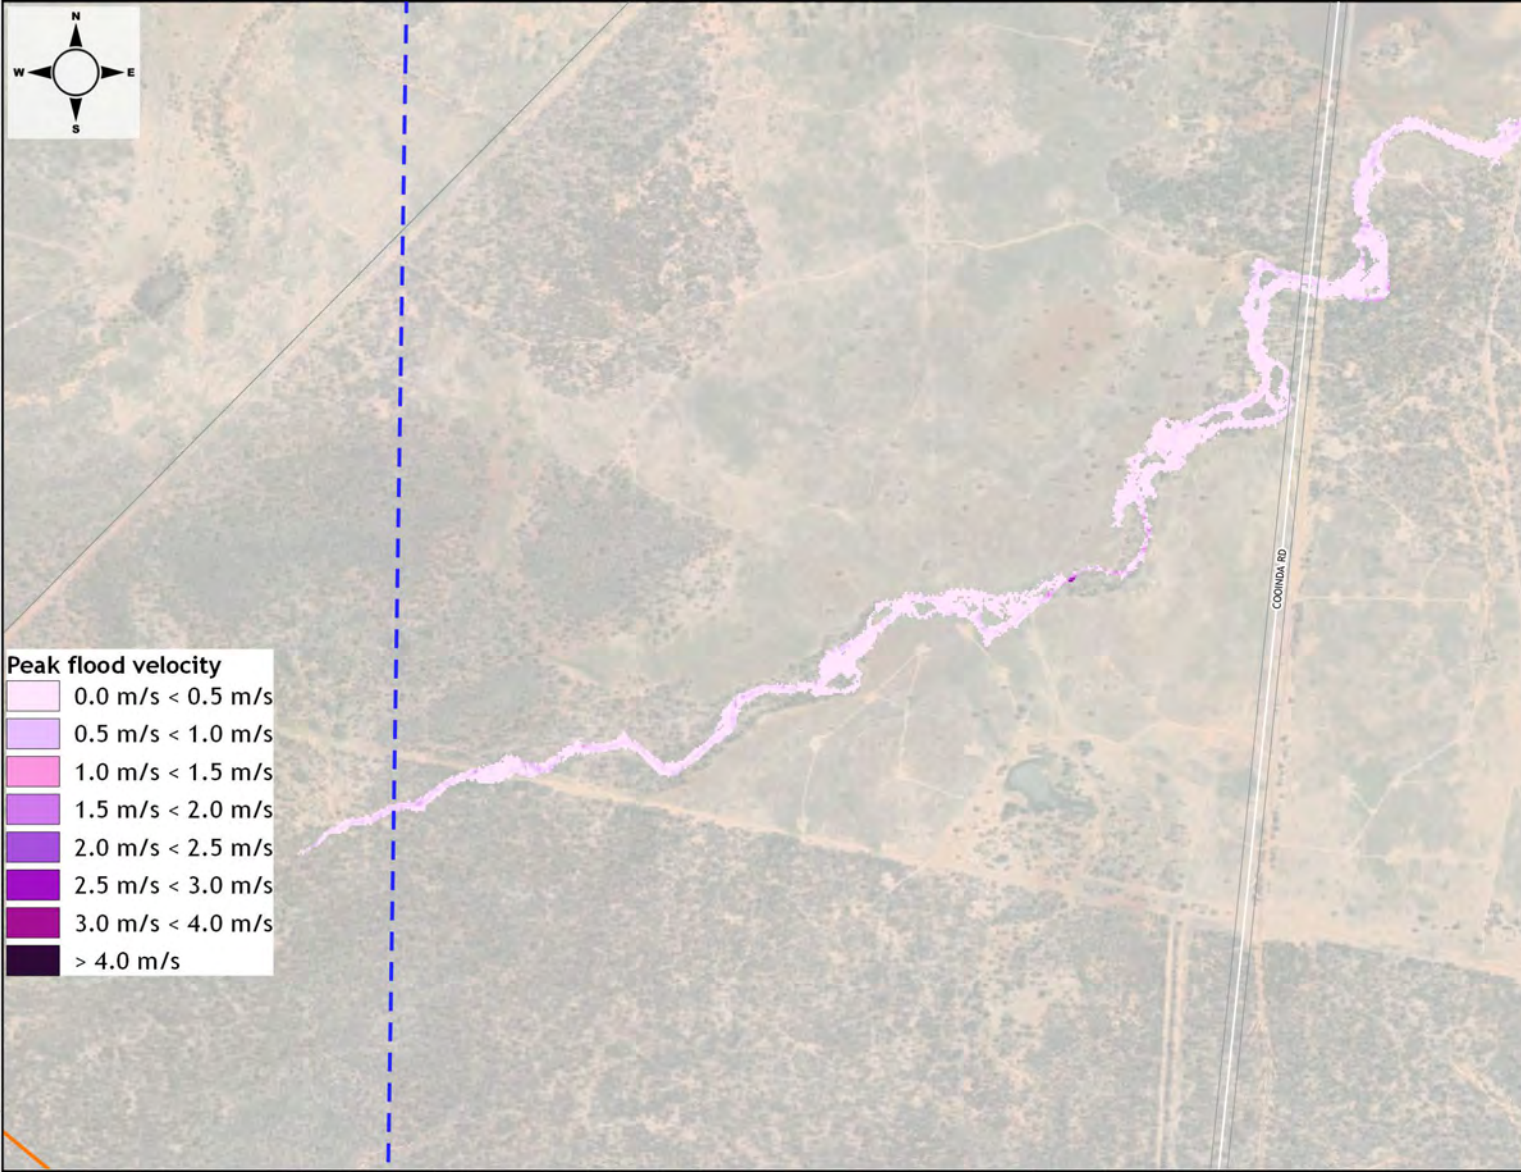 N
W E
S
COOINDA RD
Peak flood velocity
0.0 m/s < 0.5 m/s
0.5 m/s < 1.0 m/s
1.0 m/s < 1.5 m/s
1.5 m/s < 2.0 m/s
2.0 m/s < 2.5 m/s
2.5 m/s < 3.0 m/s
3.0 m/s < 4.0 m/s
> 4.0 m/s